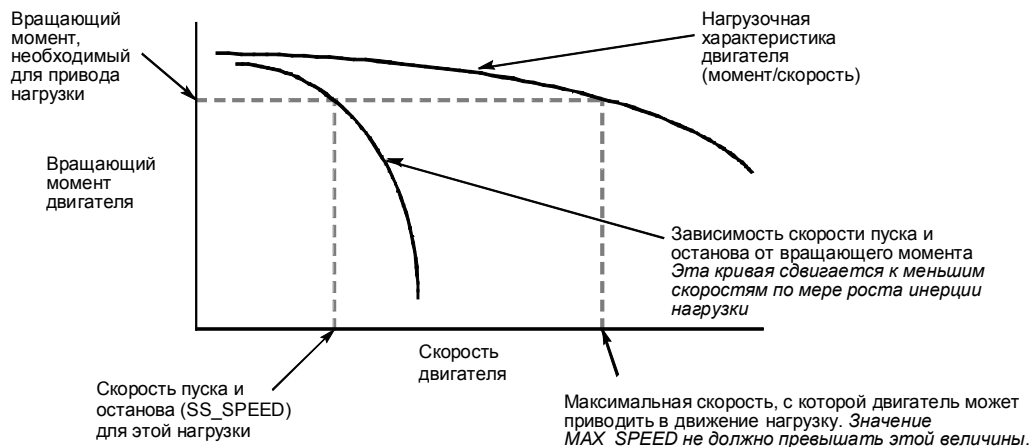 Вращающий
момент,
необходимый
для привода
нагрузки
Нагрузочная
характеристика
двигателя
(момент/скорость)
Вращающий
момент
двигателя
Зависимость скорости пуска и
останова от вращающего момента
Эта кривая сдвигается к меньшим
скоростям по мере роста инерции
нагрузки
Скорость
двигателя
Скорость пуска и
останова (SS_SPEED)
для этой нагрузки
Максимальная скорость, с которой двигатель может
приводить в движение нагрузку. Значение
MAX_SPEED не должно превышать этой величины.